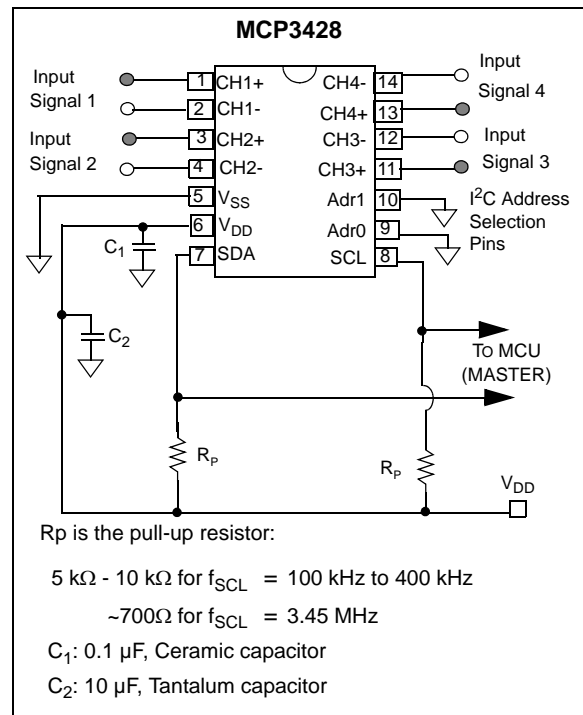 MCP3428
Input
Signal 1
Input
Signal 2
1 CH1+
2 CH1-
3 CH2+
4 CH2-
5 VSS
6 VDD
7 SDA
CH4- 14
CH4+ 13
CH3- 12
CH3+ 11
Adr1 10
Adr0 9
SCL 8
Input
Signal 4
Input
Signal 3
I²C Address
Selection
Pins
C1
C2
TO MCU
(MASTER)
RP
RP
VDD
Rp is the pull-up resistor:
5 kΩ - 10 kΩ for fSCL = 100 kHz to 400 kHz
~700Ω for fSCL = 3.45 MHz
C1: 0.1 µF, Ceramic capacitor
C2: 10 µF, Tantalum capacitor